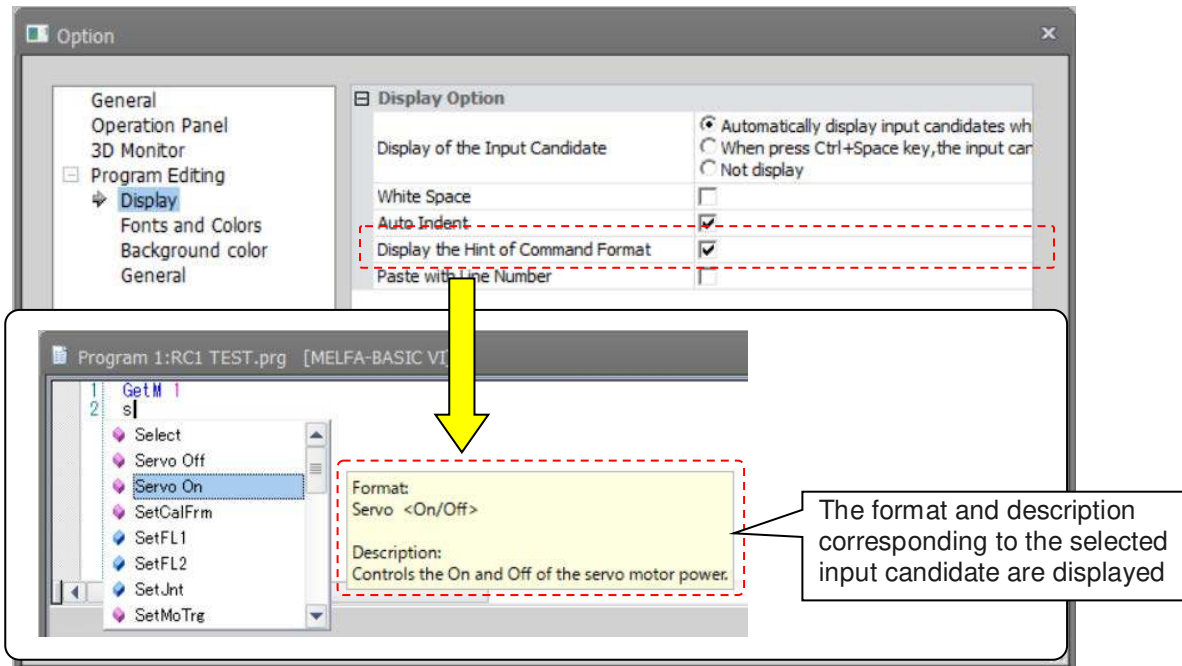 Option
General
Operation Panel
3D Monitor
Program Editing
Display
Fonts and Colors
Background color
General
Display Option
Display of the Input Candidate
Automatically display input candidates wh
When press Ctrl+Space key,the input can
Not display
White Space
Auto Indent
Display the Hint of Command Format
Paste with Line Number
Program 1:RC1 TEST.prg [MELFA-BASIC VI]
1 GetM 1
2 s
Select
Servo Off
Servo On
SetCalFrm
SetFL1
SetFL2
SetJnt
SetMoTrg
Format:
Servo <On/Off>
Description:
Controls the On and Off of the servo motor power.
The format and description
corresponding to the selected
input candidate are displayed